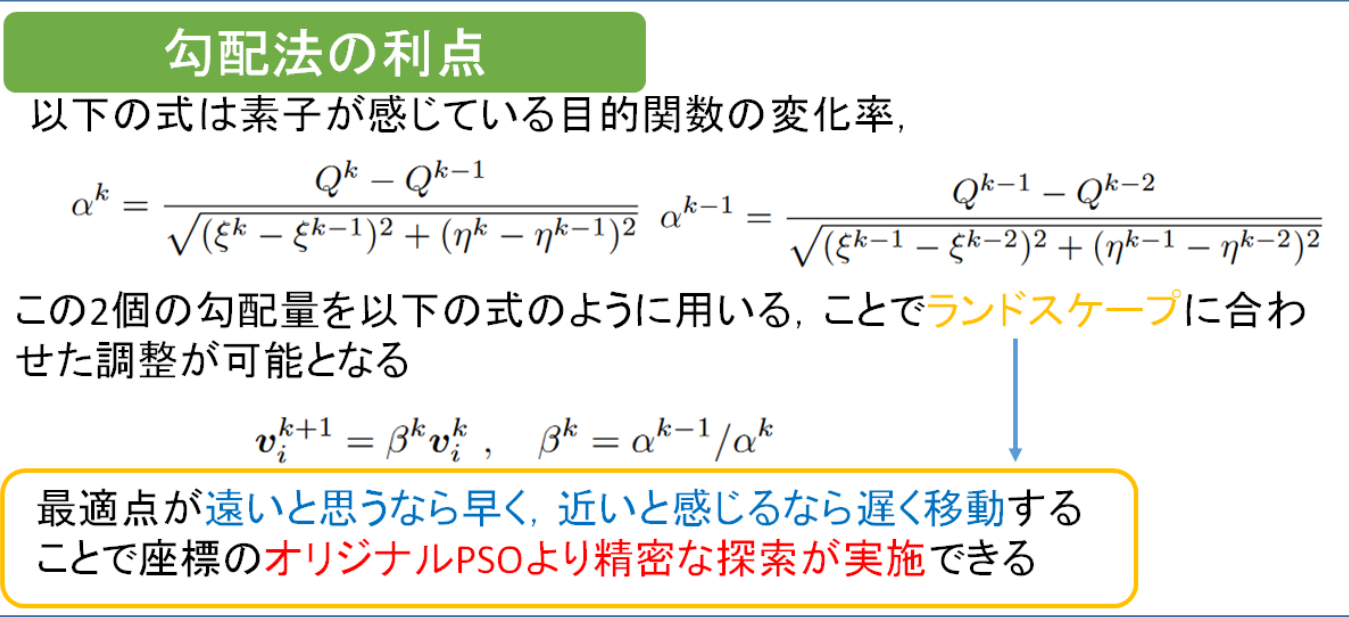 勾配法の利点
以下の式は素子が感じている目的関数の変化率,
α^k = (Q^k − Q^{k−1}) / √((ξ^k − ξ^{k−1})^2 + (η^k − η^{k−1})^2) α^{k−1} = (Q^{k−1} − Q^{k−2}) / √((ξ^{k−1} − ξ^{k−2})^2 + (η^{k−1} − η^{k−2})^2)
この2個の勾配量を以下の式のように用いる, ことでランドスケープに合わ
せた調整が可能となる
v_i^{k+1} = β^k v_i^k , β^k = α^{k−1}/α^k
最適点が遠いと思うなら早く, 近いと感じるなら遅く移動する
ことで座標のオリジナルPSOより精密な探索が実施できる